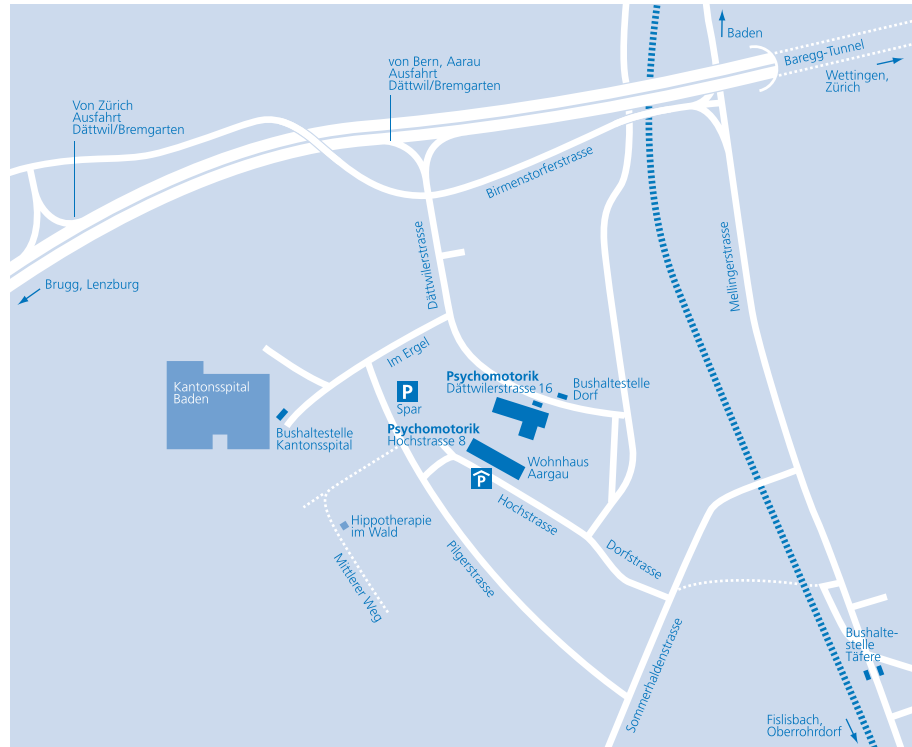 Baden
Baregg-Tunnel
Wettingen,
Zürich
von Bern, Aarau
Ausfahrt
Dättwil/Bremgarten
Von Zürich
Ausfahrt
Dättwil/Bremgarten
Birmenstorferstrasse
Dättwilerstrasse
Mellingerstrasse
Brugg, Lenzburg
Im Ergel
Kantonsspital
Baden
Bushaltestelle
Kantonsspital
P
Spar
Psychomotorik
Dättwilerstrasse 16
Bushaltestelle
Dorf
Psychomotorik
Hochstrasse 8
Wohnhaus
Aargau
P
Hochstrasse
Hippotherapie
im Wald
Mittlerer Weg
Pilgerstrasse
Dorfstrasse
Sommerhaldenstrasse
Bushalte-
stelle
Täfere
Fislisbach,
Oberrohrdorf